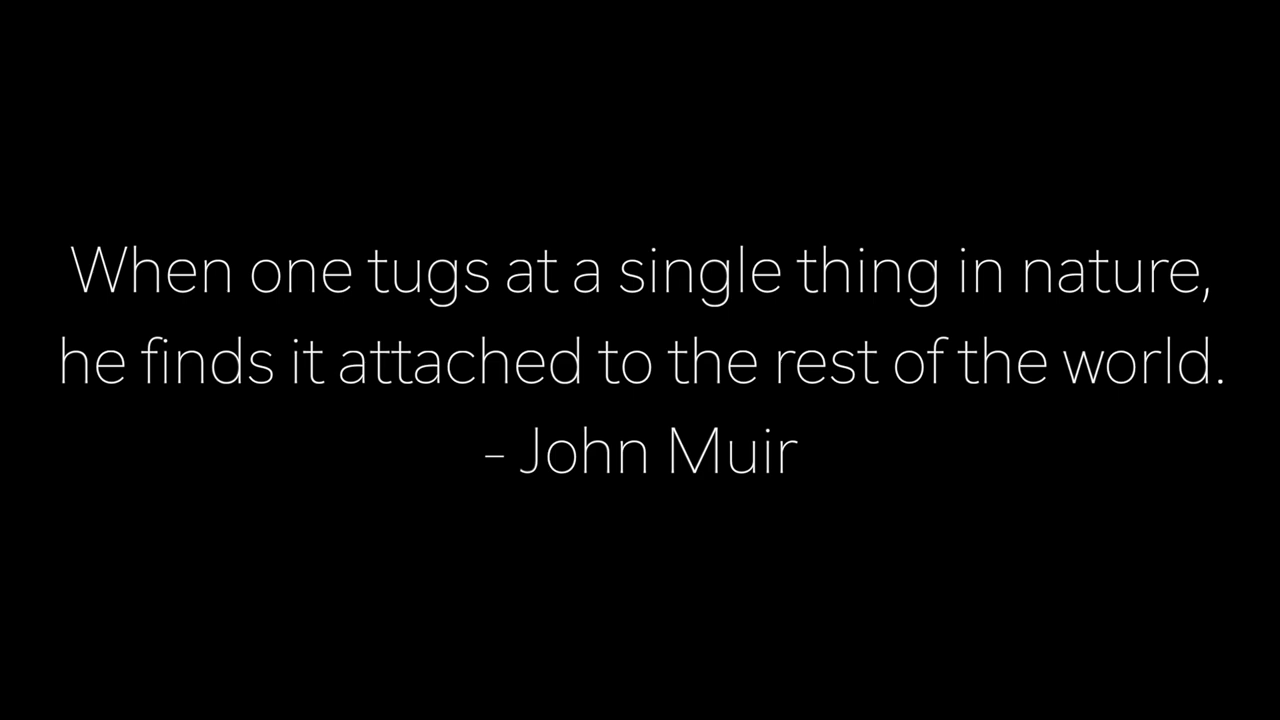 When one tugs at a single thing in nature,
he finds it attached to the rest of the world.
- John Muir